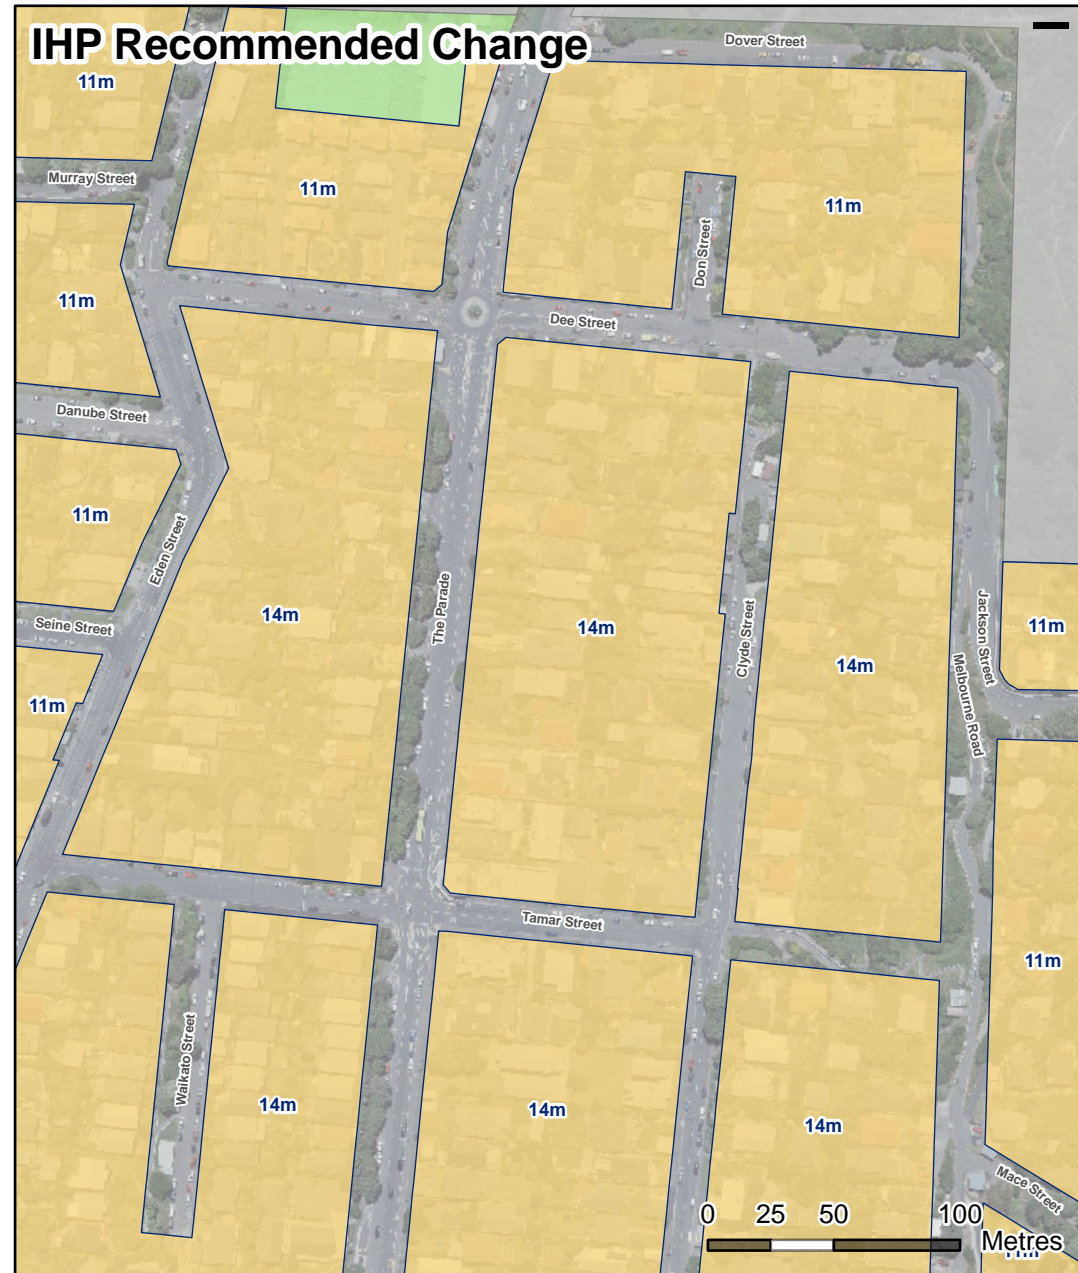 IHP Recommended Change
Dover Street
11m
Murray Street
11m
11m
Don Street
11m
Dee Street
Danube Street
11m
Eden Street
Seine Street
11m
14m
The Parade
14m
Clyde Street
14m
Jackson Street
11m
Melbourne Road
Tamar Street
11m
Waikato Street
14m
14m
14m
Mace Street
0 25 50 100
Metres
11m